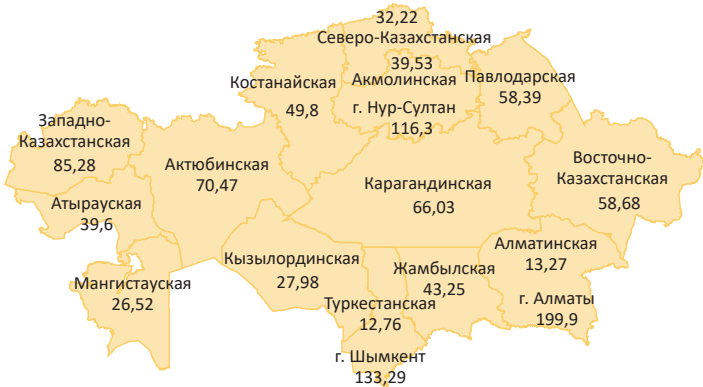 32,22
Северо-Казахстанская
39,53
Акмолинская
г. Нур-Султан
116,3
Костанайская
49,8
Павлодарская
58,39
Западно-
Казахстанская
85,28
Актюбинская
70,47
Восточно-
Казахстанская
58,68
Карагандинская
66,03
Атырауская
39,6
Мангистауская
26,52
Кызылординская
27,98
Жамбылская
43,25
Алматинская
13,27
г. Алматы
199,9
Туркестанская
12,76
г. Шымкент
133,29